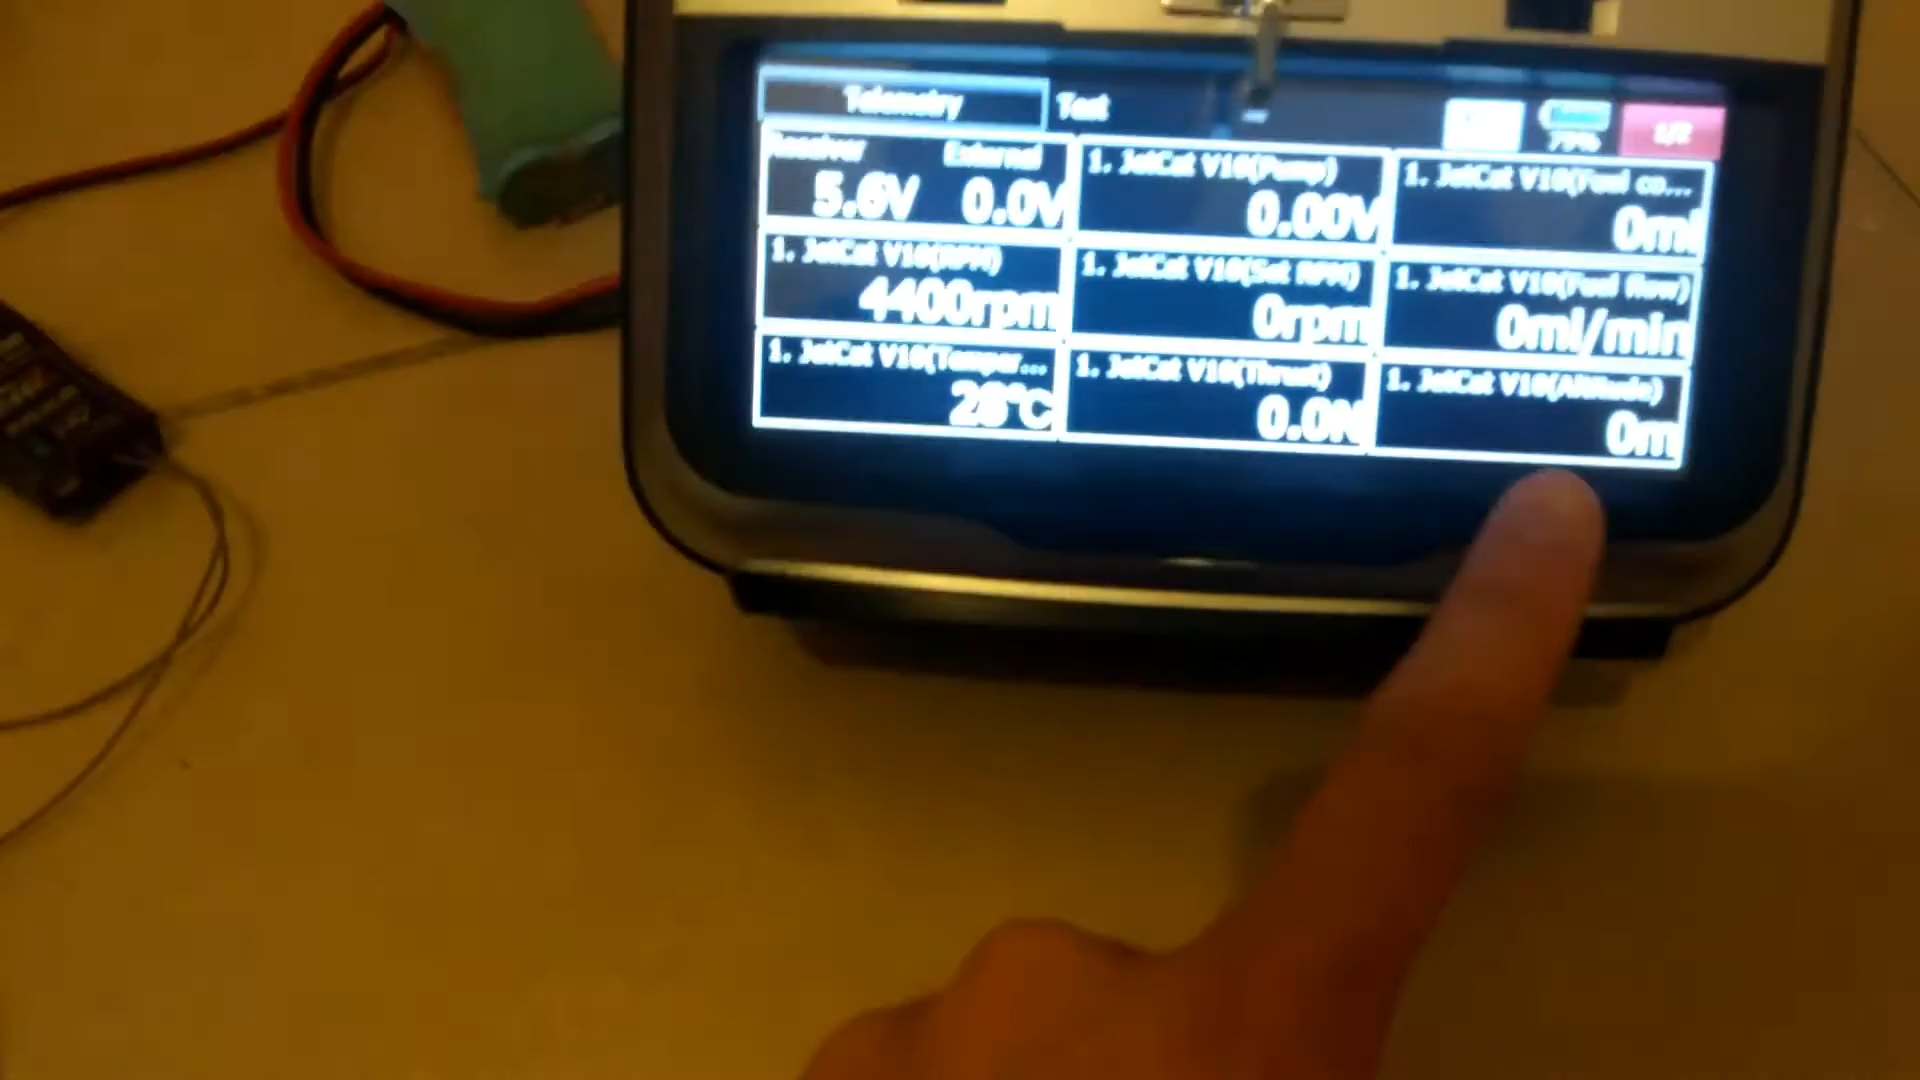 Telemetry Test 79% 1/2
Receiver External
5.6V 0.0V
1. JetCat V10(Pump)
0.00V
1. JetCat V10(Fuel co...
0ml
1. JetCat V10(RPM)
4400rpm
1. JetCat V10(Set RPM)
0rpm
1. JetCat V10(Fuel flow)
0ml/min
1. JetCat V10(Temper...
28°C
1. JetCat V10(Thrust)
0.0N
1. JetCat V10(Altitude)
0m